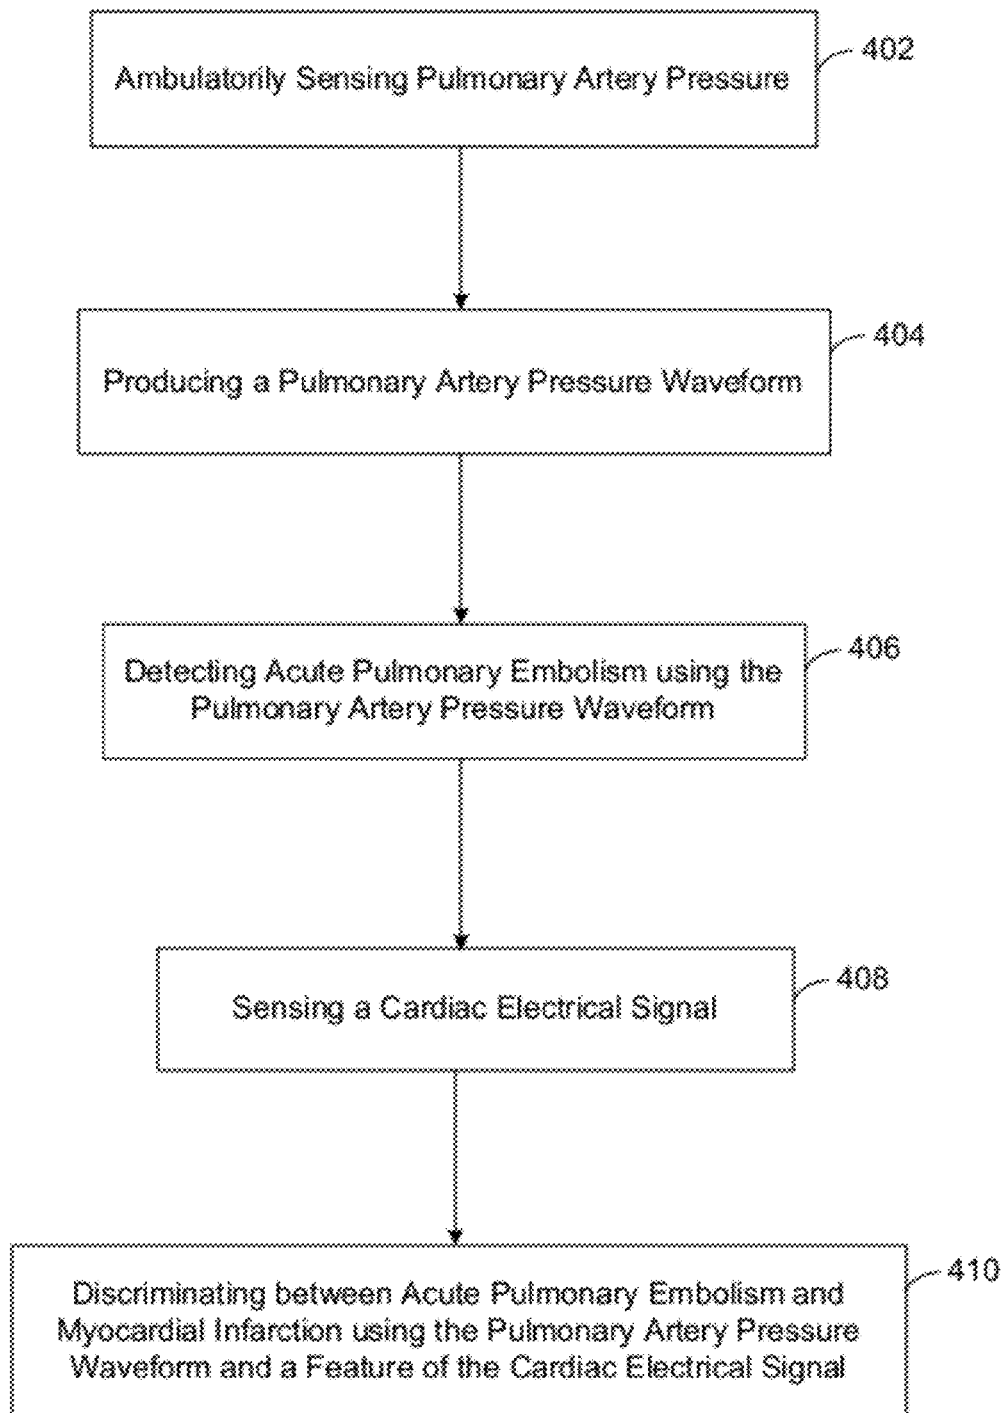 402
Ambulatorily Sensing Pulmonary Artery Pressure
404
Producing a Pulmonary Artery Pressure Waveform
406
Detecting Acute Pulmonary Embolism using the
Pulmonary Artery Pressure Waveform
408
Sensing a Cardiac Electrical Signal
410
Discriminating between Acute Pulmonary Embolism and
Myocardial Infarction using the Pulmonary Artery Pressure
Waveform and a Feature of the Cardiac Electrical Signal